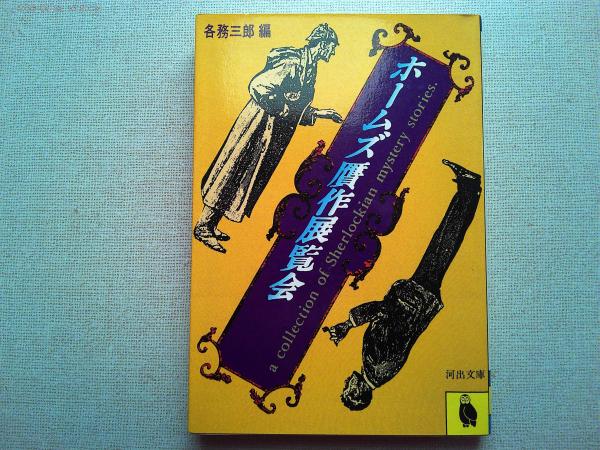 各務三郎 編
ホームズ贋作展覧会
a collection of Sherlockian mystery stories.
河出文庫